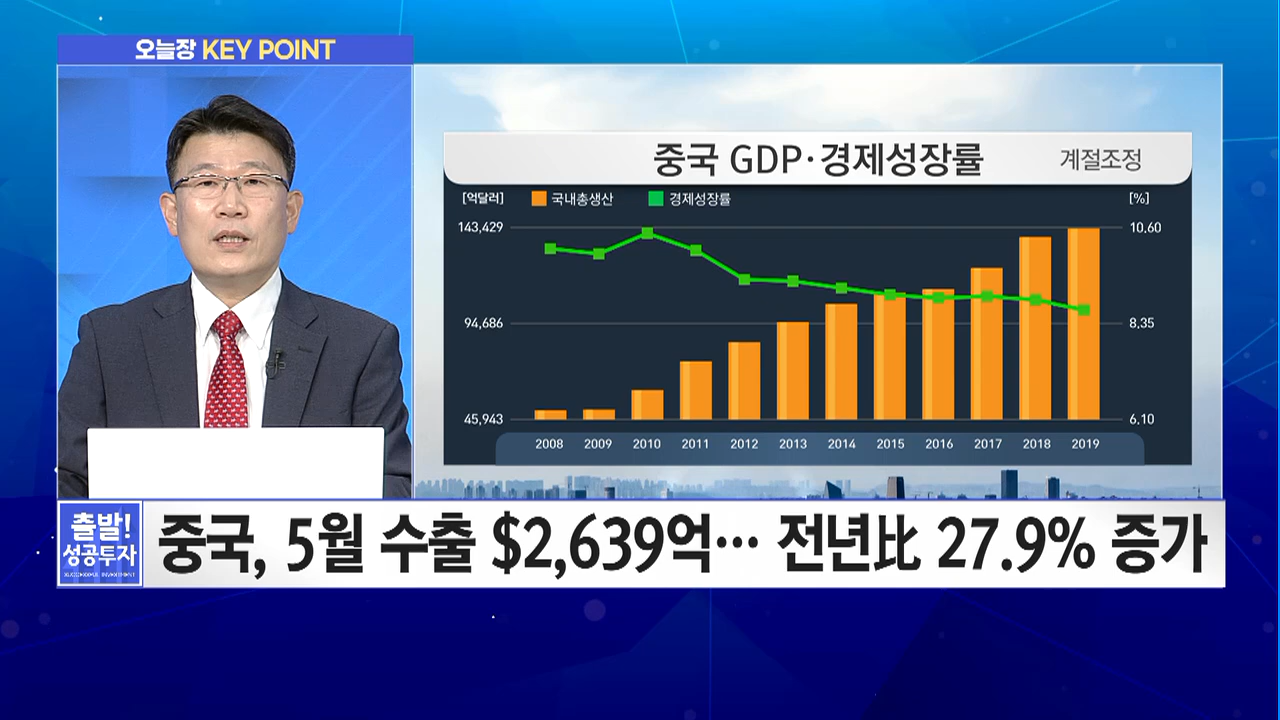 오늘장 KEY POINT
중국 GDP·경제성장률
계절조정
[억달러]
국내총생산
경제성장률
[%]
143,429
10.60
94,686
8.35
45,943
6.10
2008 2009 2010 2011 2012 2013 2014 2015 2016 2017 2018 2019
출발!
성공투자
중국, 5월 수출 $2,639억… 전년比 27.9% 증가